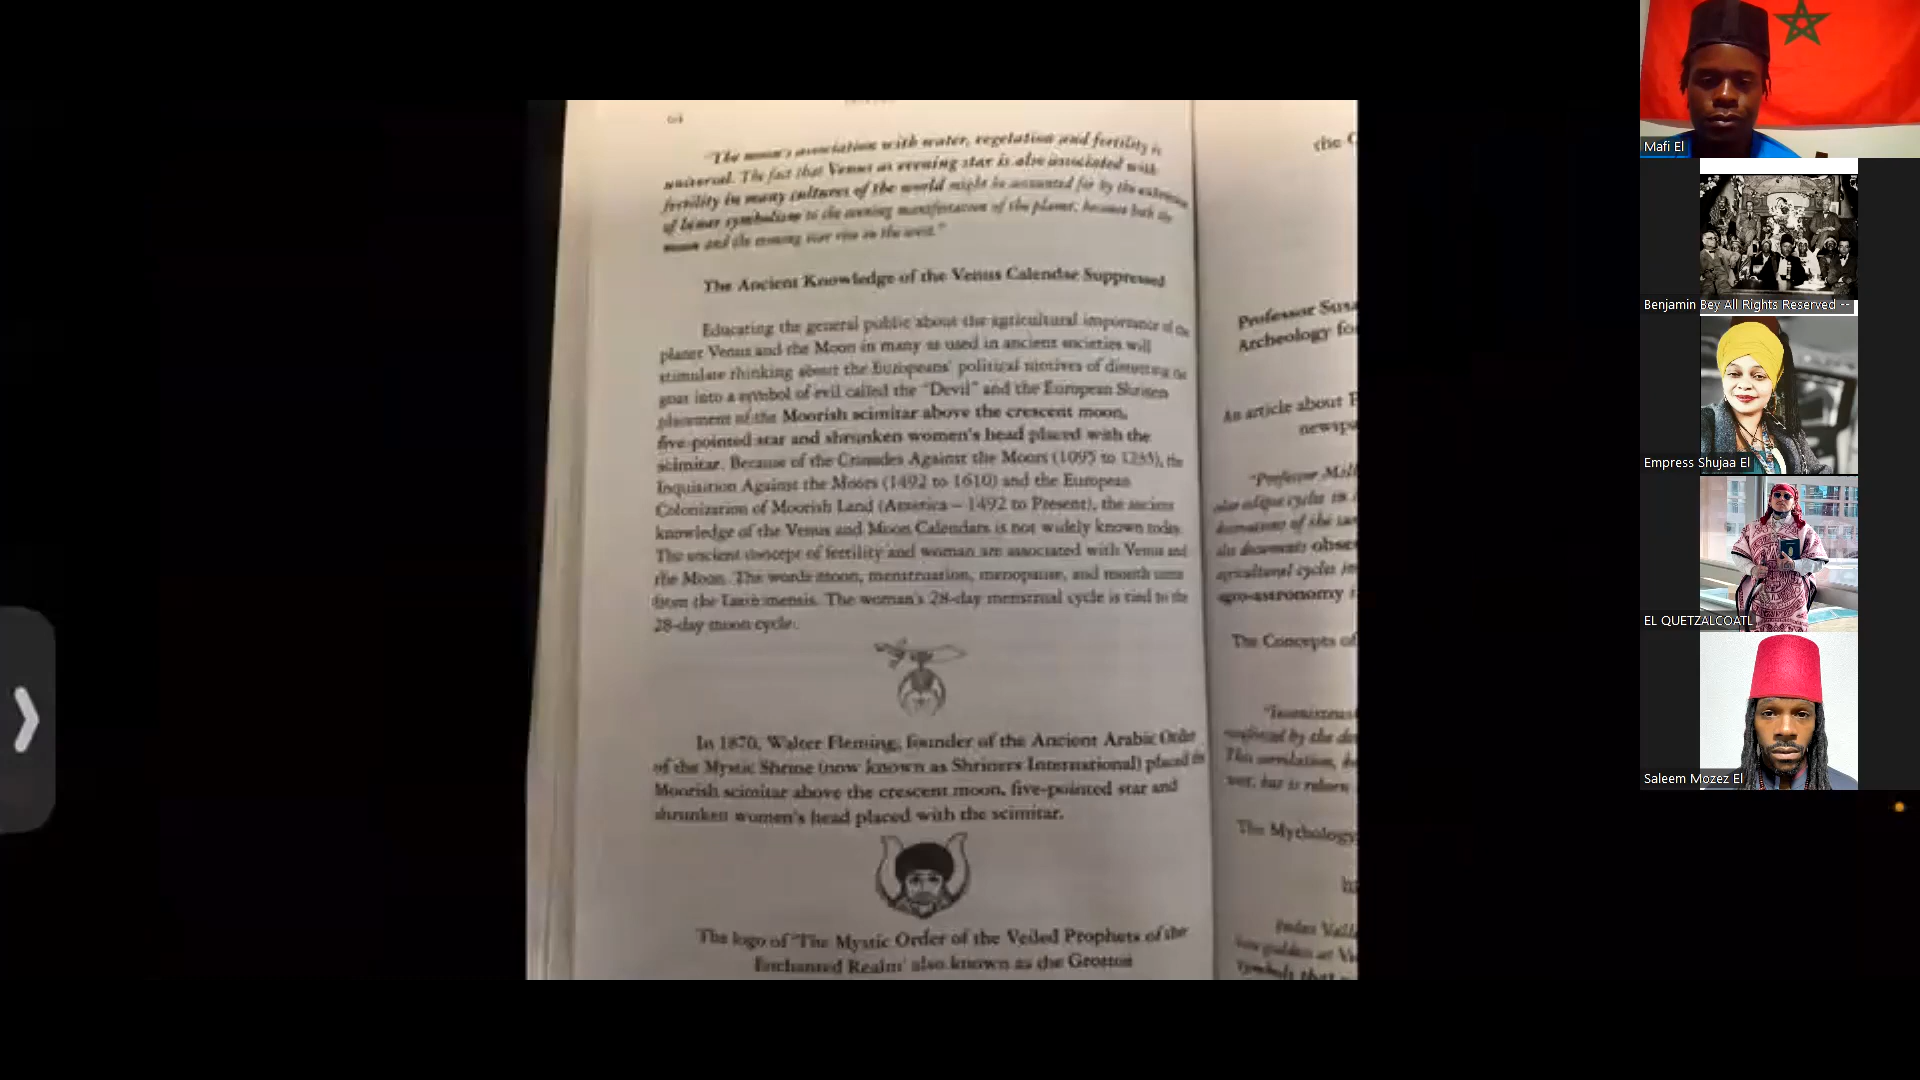 64
"The moon's association with water, vegetation and fertility is
universal. The fact that Venus as evening star is also associated with
fertility in many cultures of the world might be accounted for by the extension
of lunar symbolism to the evening manifestation of the planet, because both the
moon and the evening star rise in the west."
The Ancient Knowledge of the Venus Calendar Suppressed
Educating the general public about the agricultural importance of the
planet Venus and the Moon in many as used in ancient societies will
stimulate thinking about the Europeans' political motives of distorting the
goat into a symbol of evil called the "Devil" and the European Shriners
placement of the Moorish scimitar above the crescent moon,
five-pointed star and shrunken women's head placed with the
scimitar. Because of the Crusades Against the Moors (1095 to the
Inquisition Against the Moors (1492 to 1610) and the European
Colonization of Moorish Land (America – 1492 to Present), the ancient
knowledge of the Venus and Moon Calendars is not widely known today.
The ancient concept of fertility and woman are associated with Venus and
the Moon. The words moon, menstruation, menopause, and month
from the Latin mensis. The woman's 28-day menstrual cycle is tied to the
28-day moon cycle.
In 1870, Walter Fleming, founder of the Ancient Arabic Order
of the Mystic Shrine (now known as Shriners International) placed the
Moorish scimitar above the crescent moon, five-pointed star and
shrunken women's head placed with the scimitar.
The logo of 'The Mystic Order of the Veiled Prophets of the
Enchanted Realm' also known as the Grottos
the C
Professor Susa
Archeology fo
An article about
newsp
"Professor
obser
agricultural cycles
agro-astronomy
The Concepts of
The Mythology
symbols that
Mafi El
Benjamin Bey All Rights Reserved --
Empress Shujaa El
EL QUETZALCOATL
Saleem Mozez El